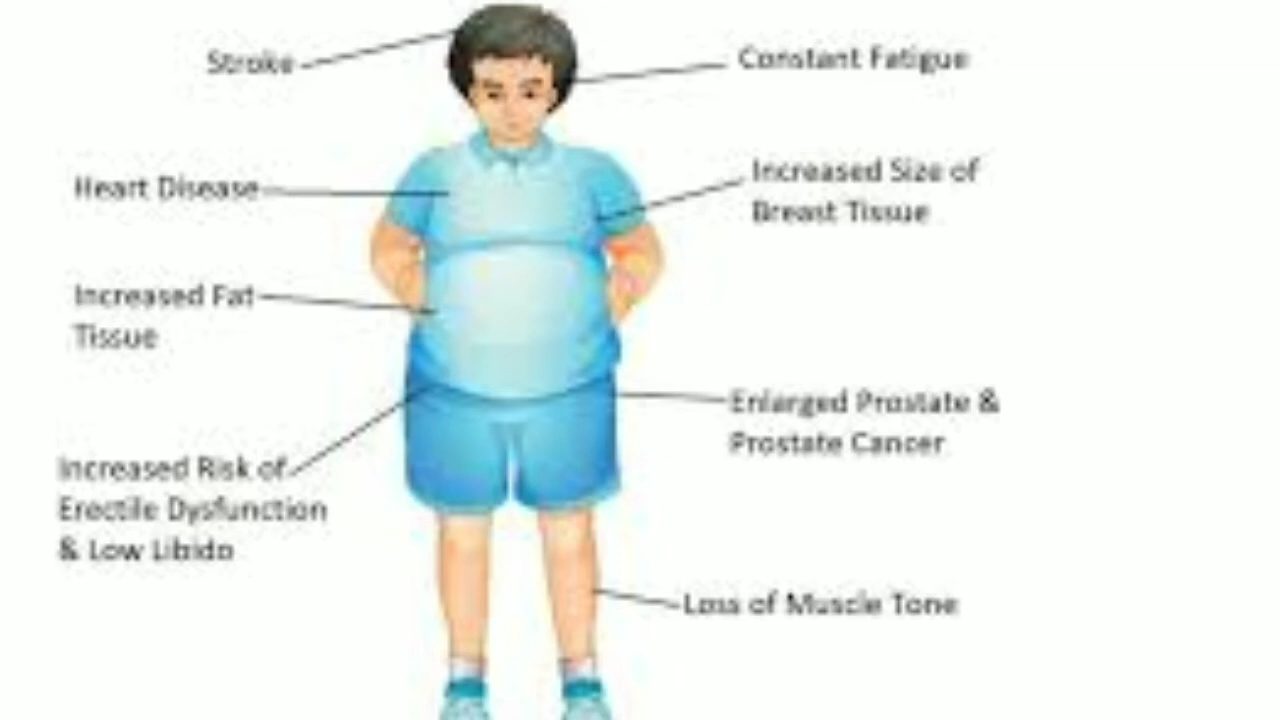 Stroke
Constant Fatigue
Heart Disease
Increased Size of
Breast Tissue
Increased Fat
Tissue
Enlarged Prostate &
Prostate Cancer
Increased Risk of
Erectile Dysfunction
& Low Libido
Loss of Muscle Tone